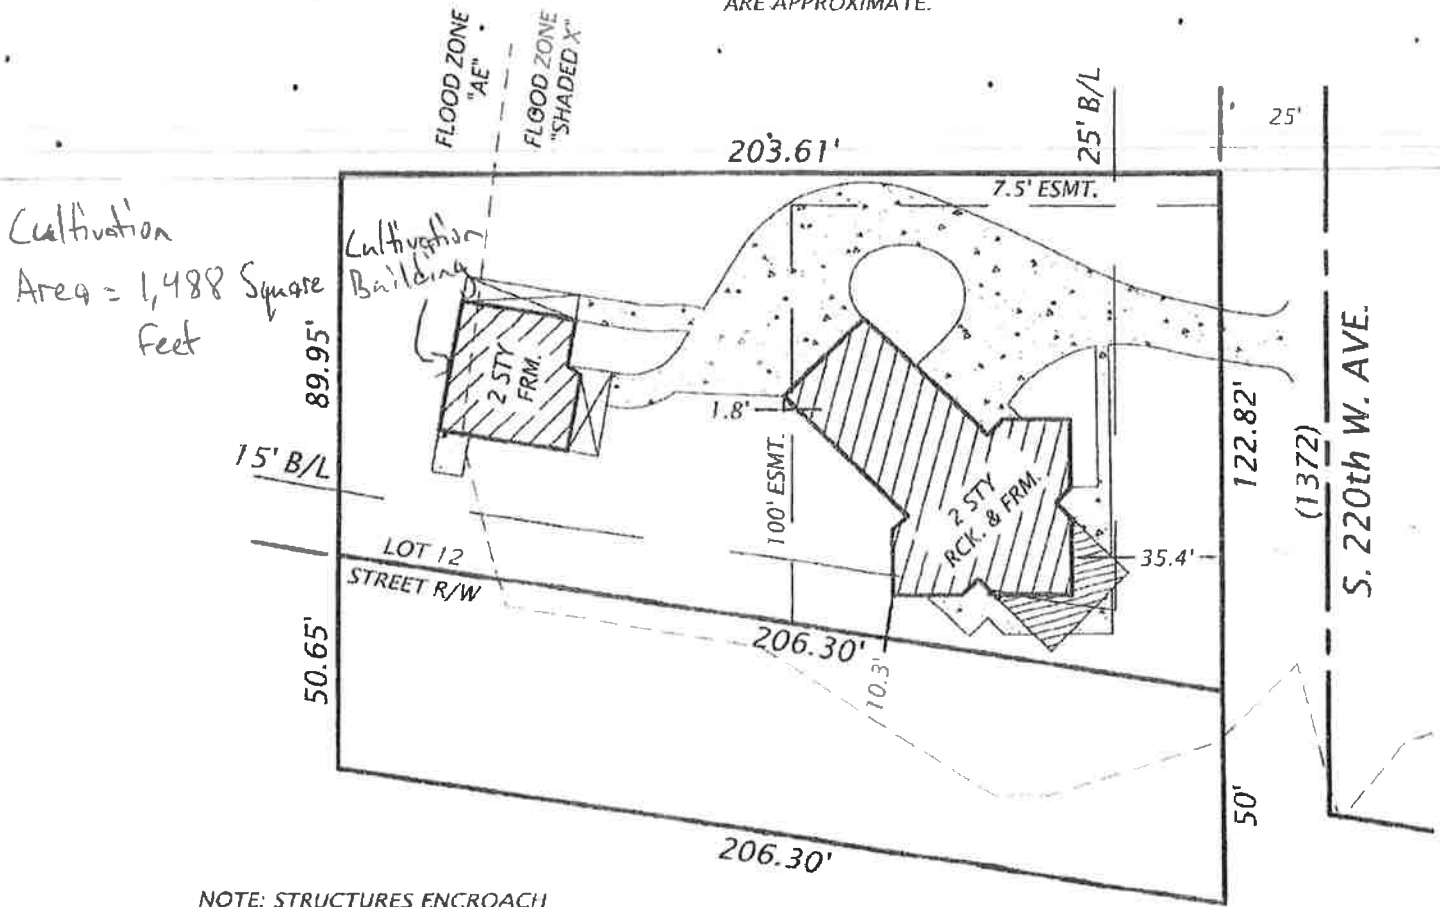 ARE APPROXIMATE.
FLOOD ZONE
"AE"
FLOOD ZONE
"SHADED X"
25' B/L
25'
203.61'
7.5' ESMT.
Cultivation
Area = 1,488 Square
Feet
Cultivation
Building
89.95'
2 STY
FRM.
1.8'
100' ESMT.
2 STY
RCK. & FRM.
35.4'
122.82'
(1372)
S. 220th W. AVE.
15' B/L
LOT 12
STREET R/W
50.65'
206.30'
10.3'
50'
206.30'
NOTE: STRUCTURES ENCROACH